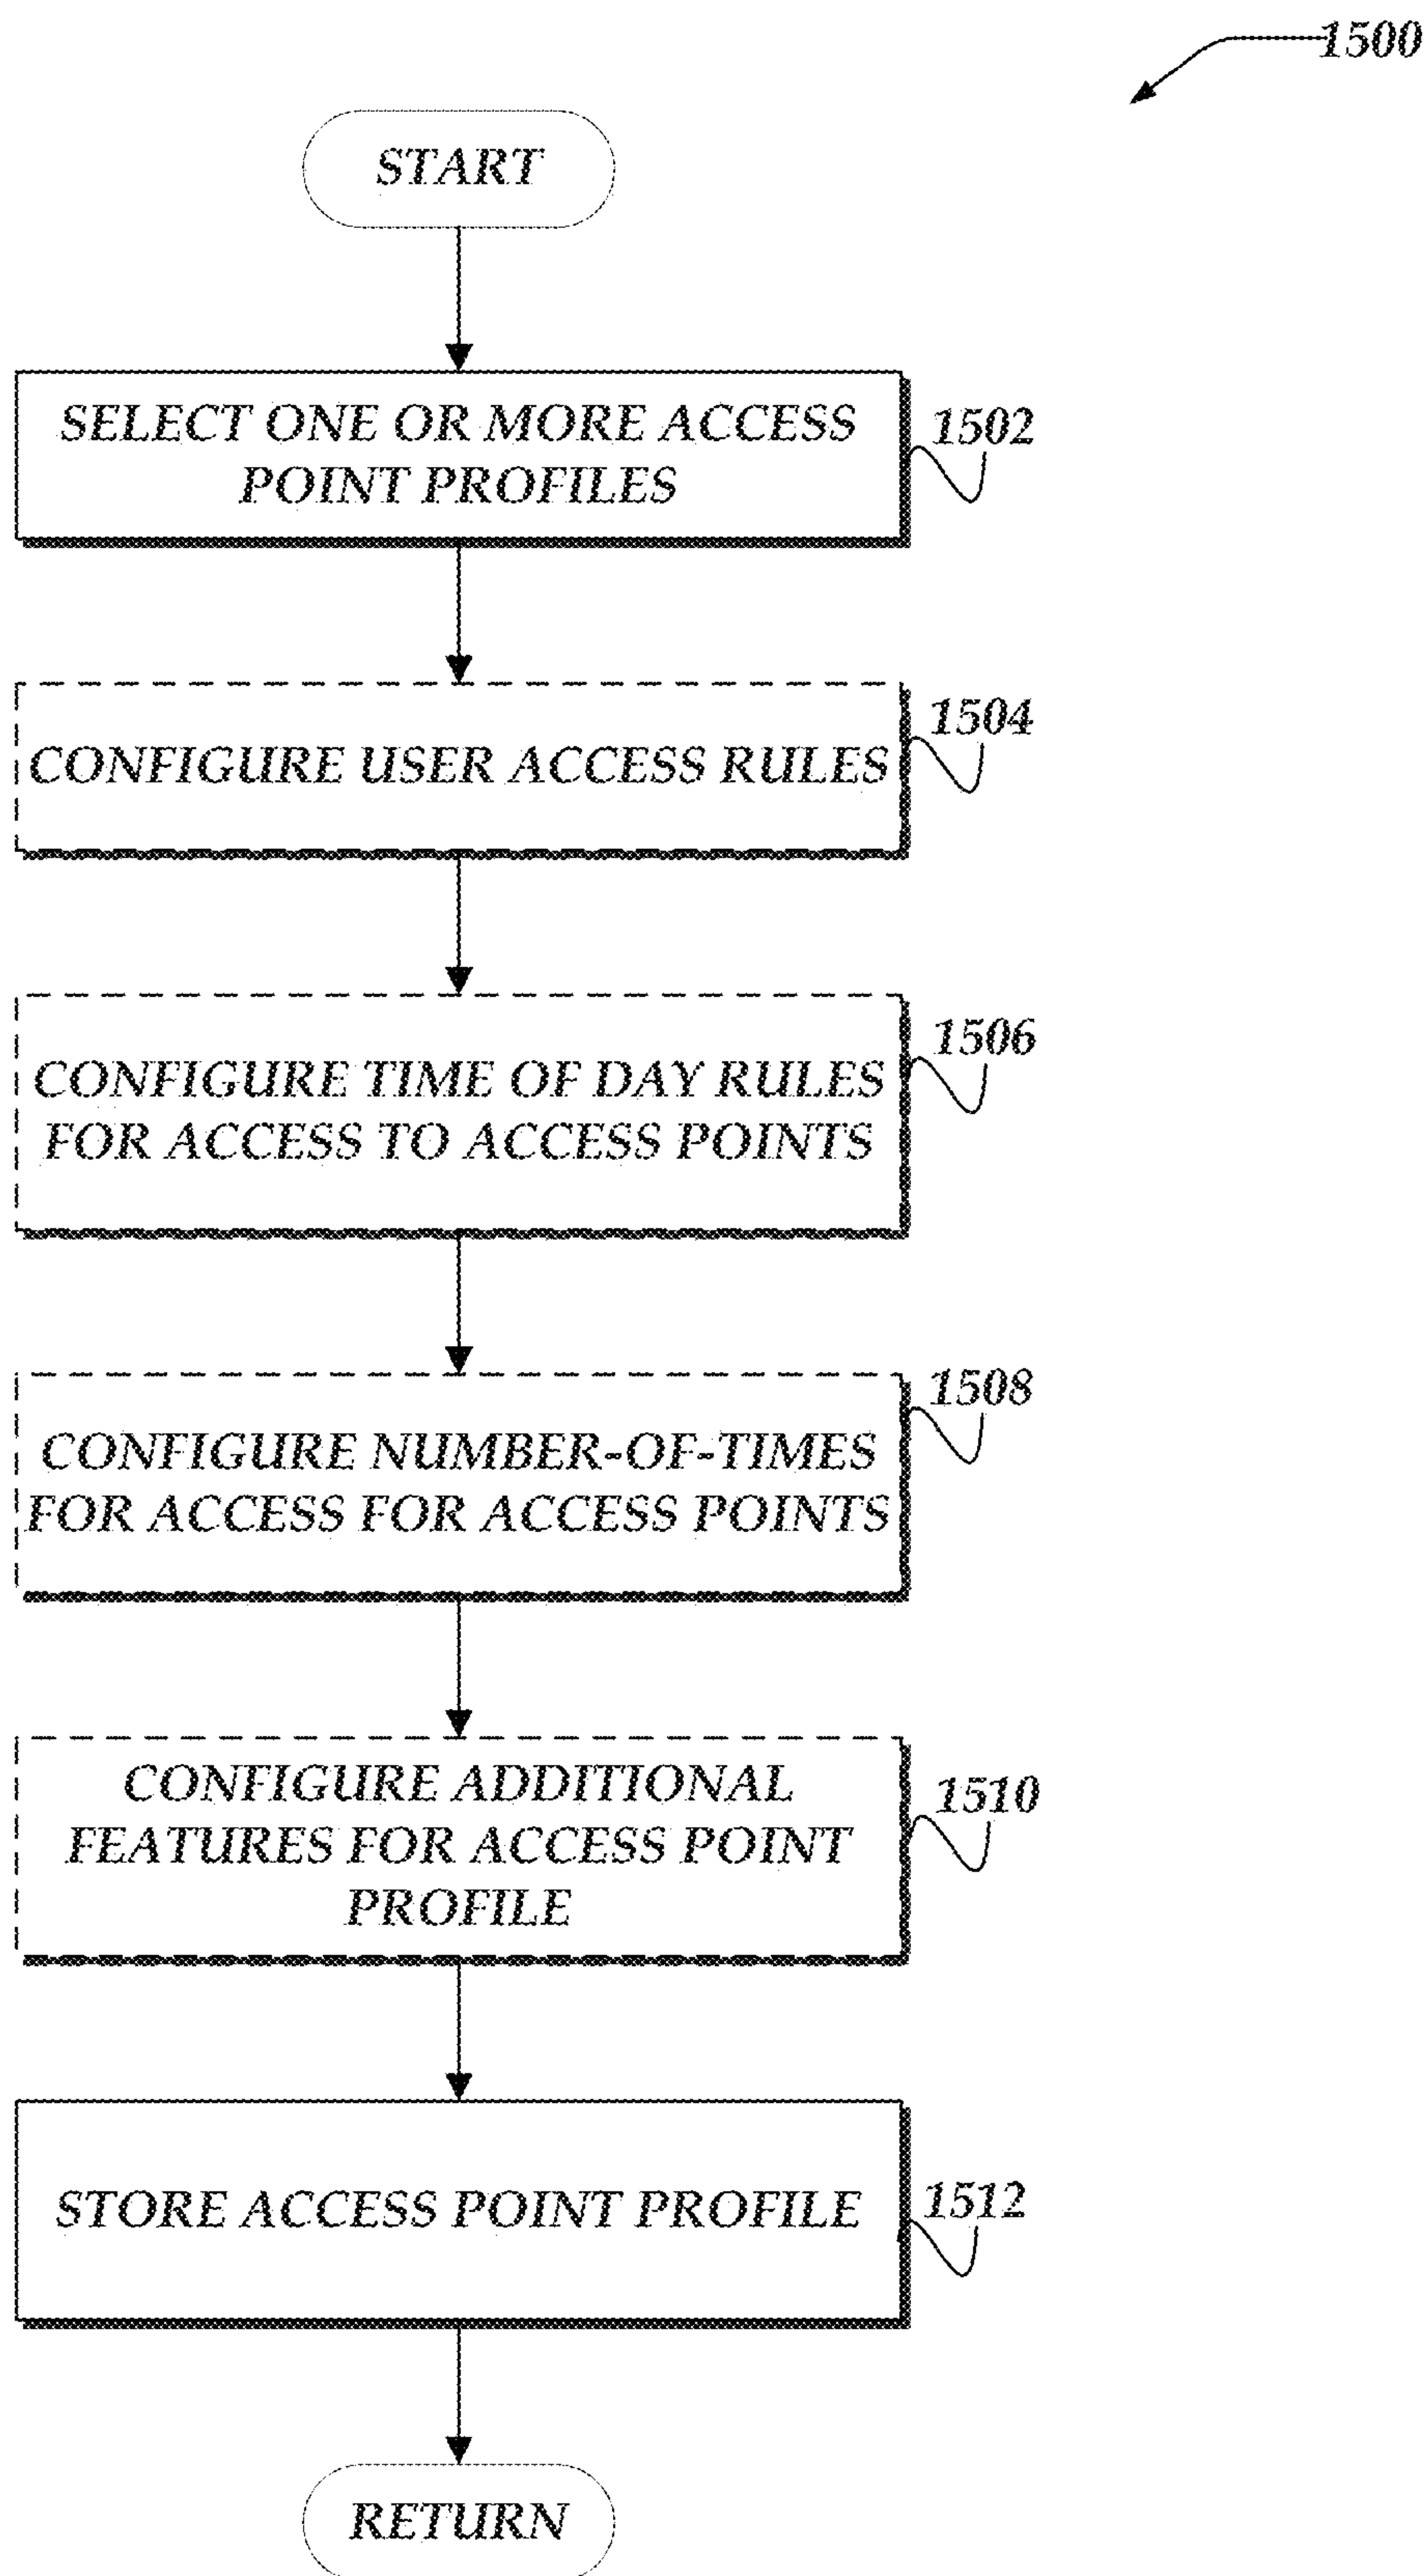 1500
START
SELECT ONE OR MORE ACCESS
POINT PROFILES
1502
CONFIGURE USER ACCESS RULES
1504
CONFIGURE TIME OF DAY RULES
FOR ACCESS TO ACCESS POINTS
1506
CONFIGURE NUMBER-OF-TIMES
FOR ACCESS FOR ACCESS POINTS
1508
CONFIGURE ADDITIONAL
FEATURES FOR ACCESS POINT
PROFILE
1510
STORE ACCESS POINT PROFILE
1512
RETURN